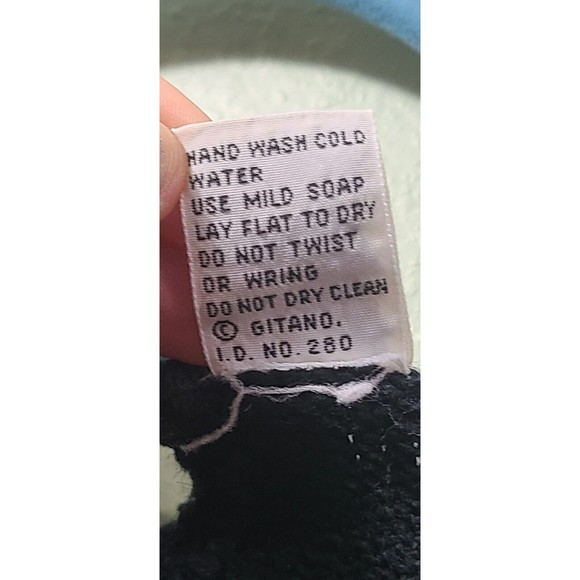 HAND WASH COLD
WATER
USE MILD SOAP
LAY FLAT TO DRY
DO NOT TWIST
OR WRING
DO NOT DRY CLEAN
© GITANO.
I.D. NO. 280